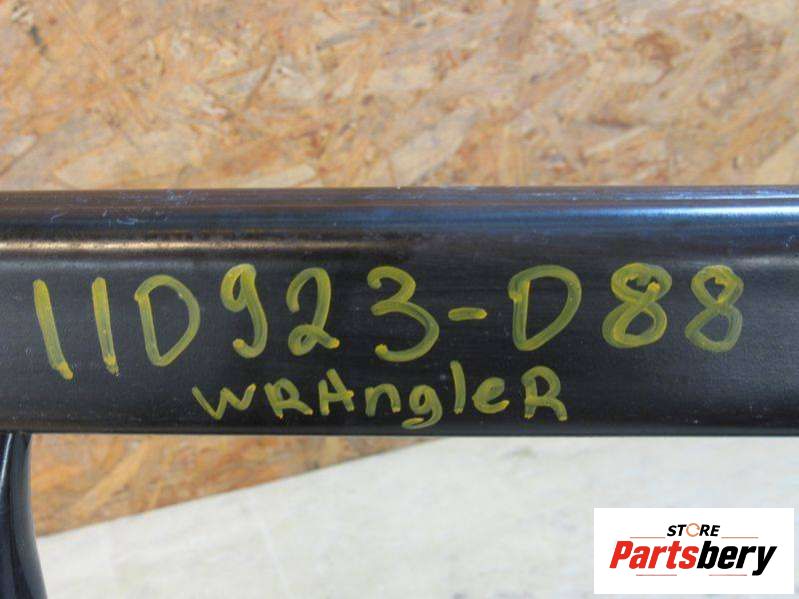 11D923-D88
WRAngleR
STORE
Partsbery